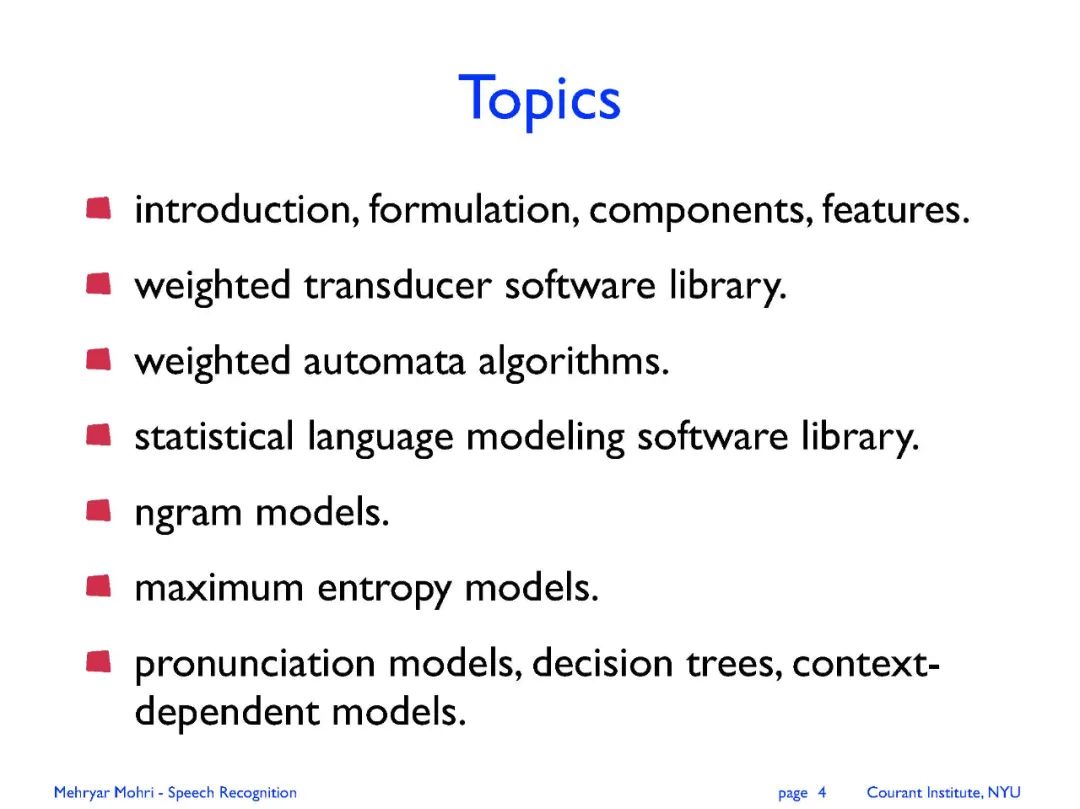 Topics
introduction, formulation, components, features.
weighted transducer software library.
weighted automata algorithms.
statistical language modeling software library.
ngram models.
maximum entropy models.
pronunciation models, decision trees, context-
dependent models.
Mehryar Mohri - Speech Recognition page 4 Courant Institute, NYU